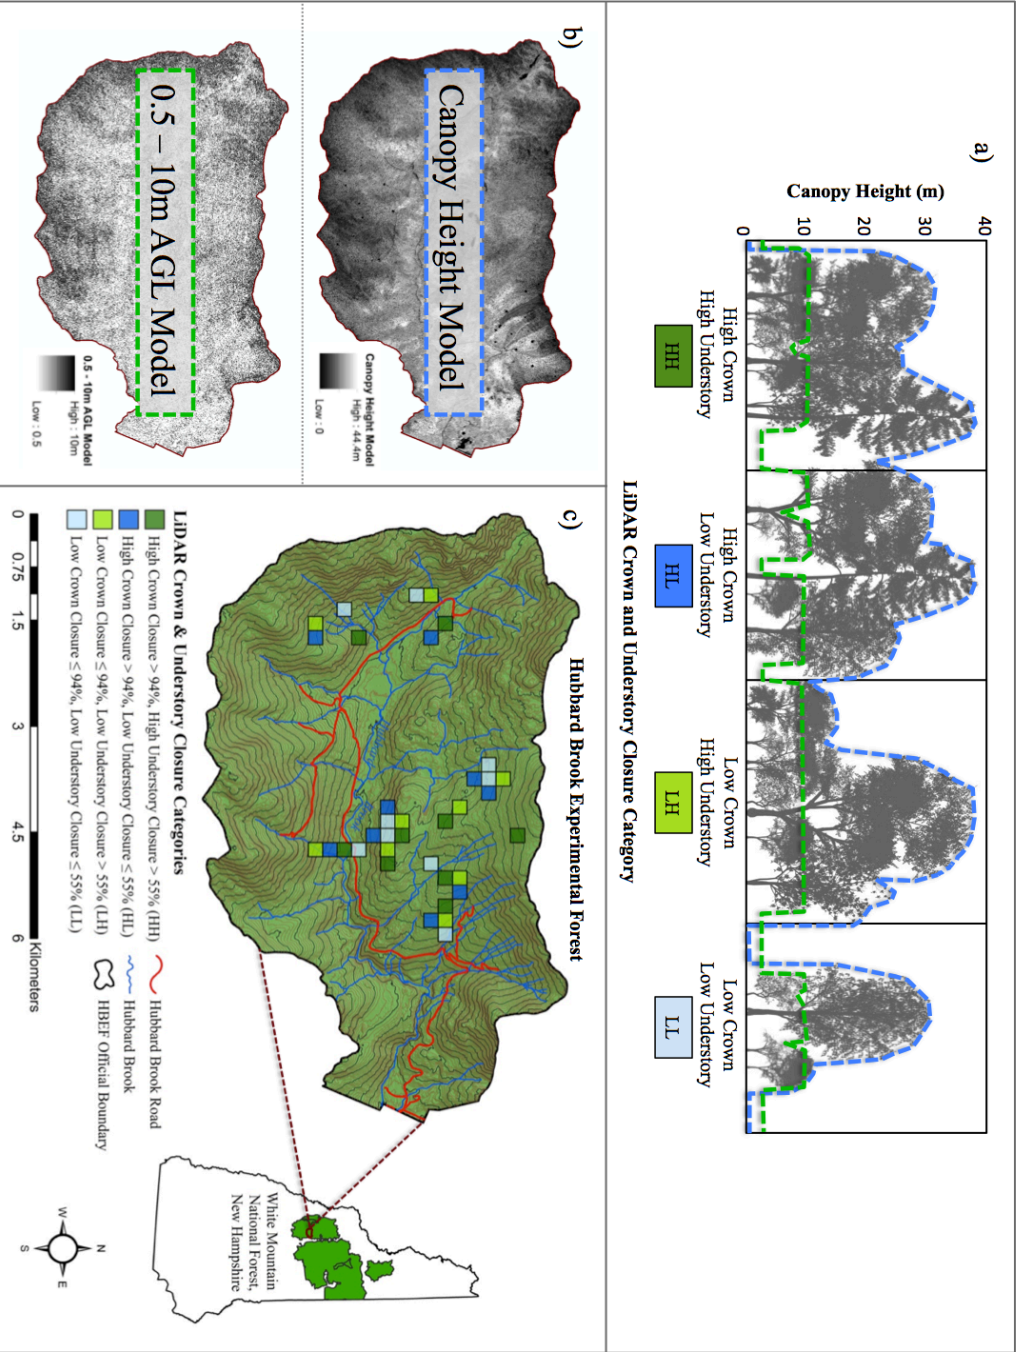 a)
Canopy Height (m)
40
30
20
10
0
High Crown
High Understory
HH
High Crown
Low Understory
HL
Low Crown
High Understory
LH
Low Crown
Low Understory
LL
LiDAR Crown and Understory Closure Category
b)
Canopy Height Model
Canopy Height Model
High : 44.4m
Low : 0
0.5 – 10m AGL Model
0.5 - 10m AGL Model
High : 10m
Low : 0.5
c)
Hubbard Brook Experimental Forest
LiDAR Crown & Understory Closure Categories
High Crown Closure > 94%, High Understory Closure > 55% (HH)
High Crown Closure > 94%, Low Understory Closure ≤ 55% (HL)
Low Crown Closure ≤ 94%, Low Understory Closure > 55% (LH)
Low Crown Closure ≤ 94%, Low Understory Closure ≤ 55% (LL)
Hubbard Brook Road
Hubbard Brook
HBEF Official Boundary
0
0.75
1.5
3
4.5
6
Kilometers
White Mountain
National Forest,
New Hampshire
N
W
E
S